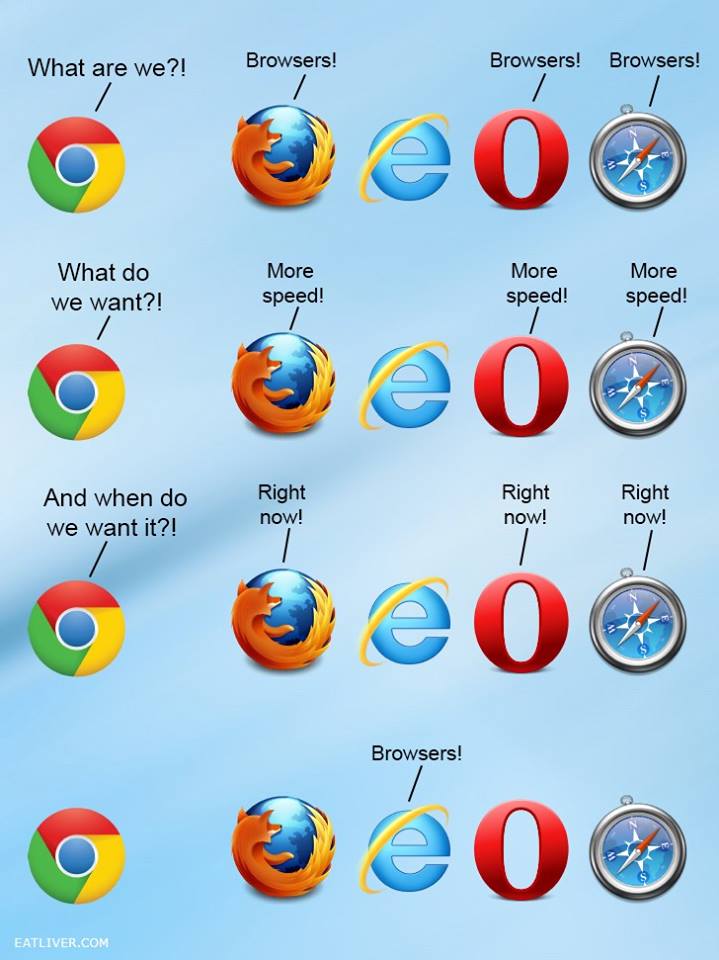 What are we?!
Browsers!
Browsers!
Browsers!
What do
we want?!
More
speed!
More
speed!
More
speed!
And when do
we want it?!
Right
now!
Right
now!
Right
now!
Browsers!
EATLIVER.COM